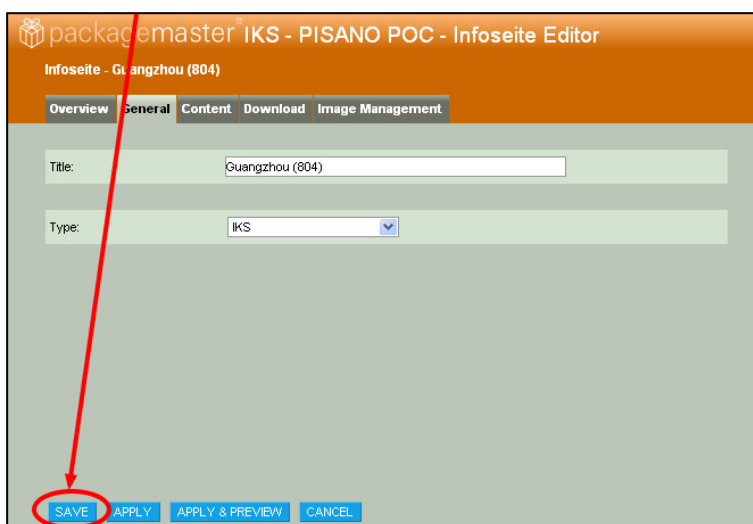 packagemaster® IKS - PISANO POC - Infoseite Editor
Infoseite - Guangzhou (804)
Overview General Content Download Image Management
Title: Guangzhou (804)
Type: IKS
SAVE APPLY APPLY & PREVIEW CANCEL